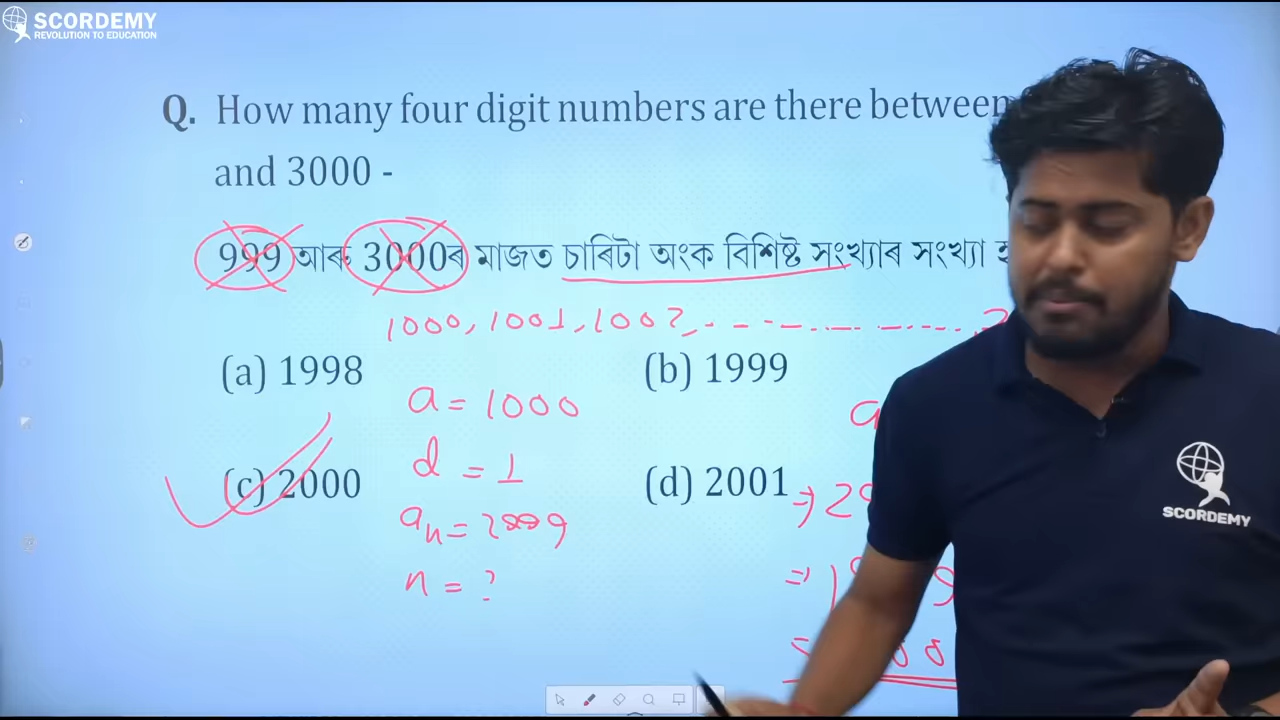 SCORDEMY
REVOLUTION TO EDUCATION
Q. How many four digit numbers are there between
and 3000 -
999 আৰু 3000ৰ মাজত চাৰিটা অংক বিশিষ্ট সংখ্যাৰ সংখ্যা
1000, 1001, 1002,
(a) 1998
(b) 1999
a = 1000
(c) 2000
(d) 2001
d = 1
aₙ = 2999
n = ?
SCORDEMY